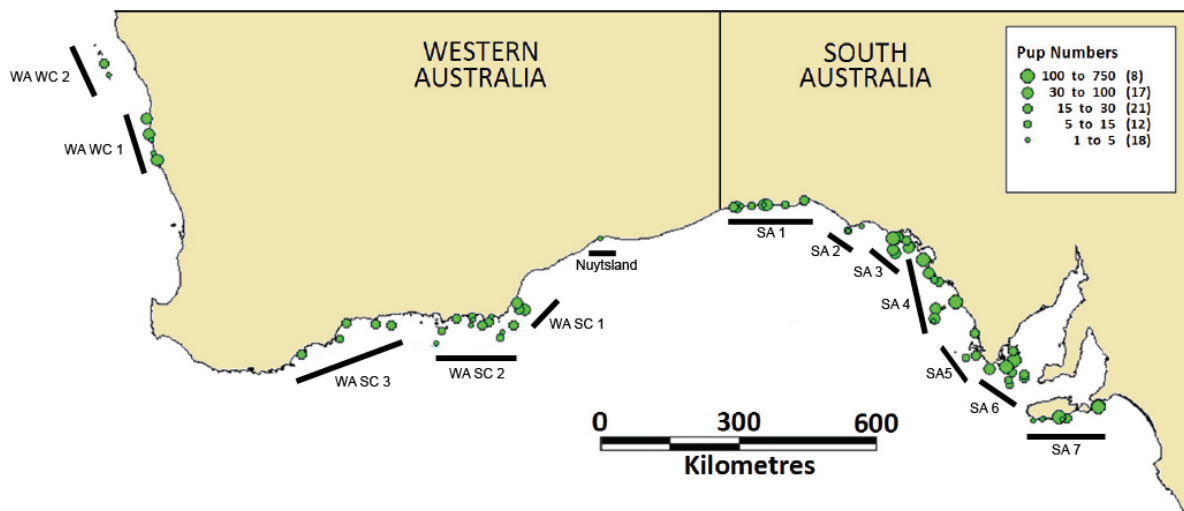 WESTERN
AUSTRALIA
SOUTH
AUSTRALIA
Pup Numbers
100 to 750 (8)
30 to 100 (17)
15 to 30 (21)
5 to 15 (12)
1 to 5 (18)
WA WC 2
WA WC 1
SA 1
SA 2
SA 3
Nuytsland
SA 4
WA SC 1
WA SC 3
WA SC 2
SA5
SA 6
SA 7
0 300 600
Kilometres